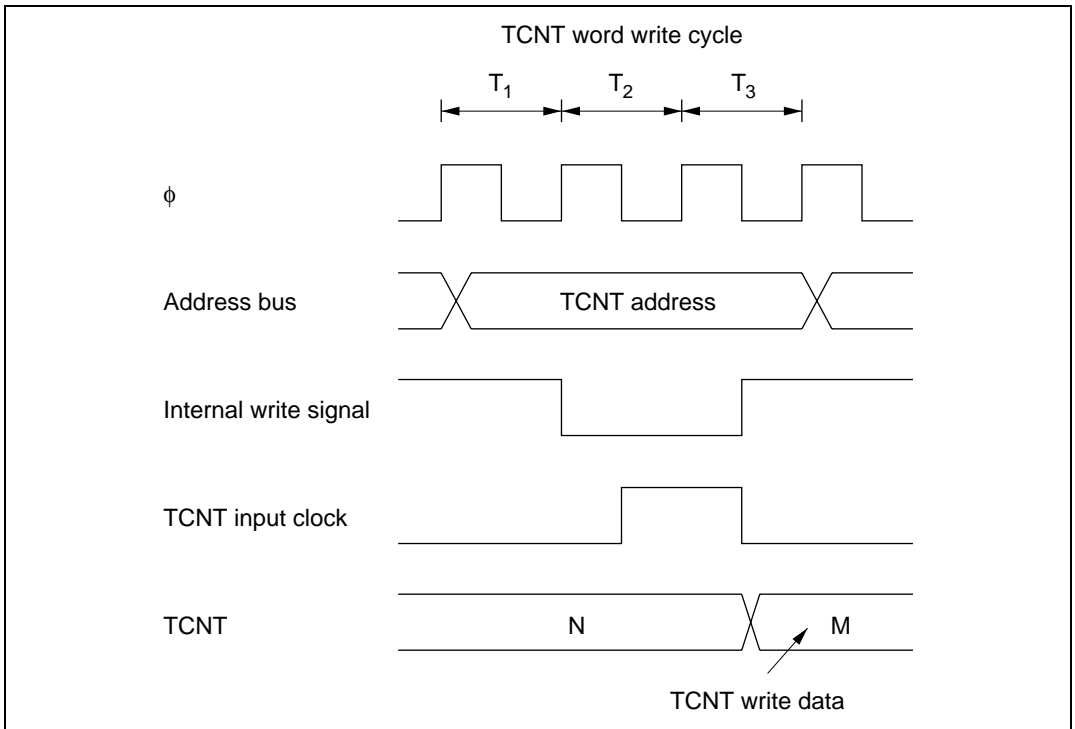 TCNT word write cycle
T1 T2 T3
φ
Address bus
TCNT address
Internal write signal
TCNT input clock
TCNT
N
M
TCNT write data